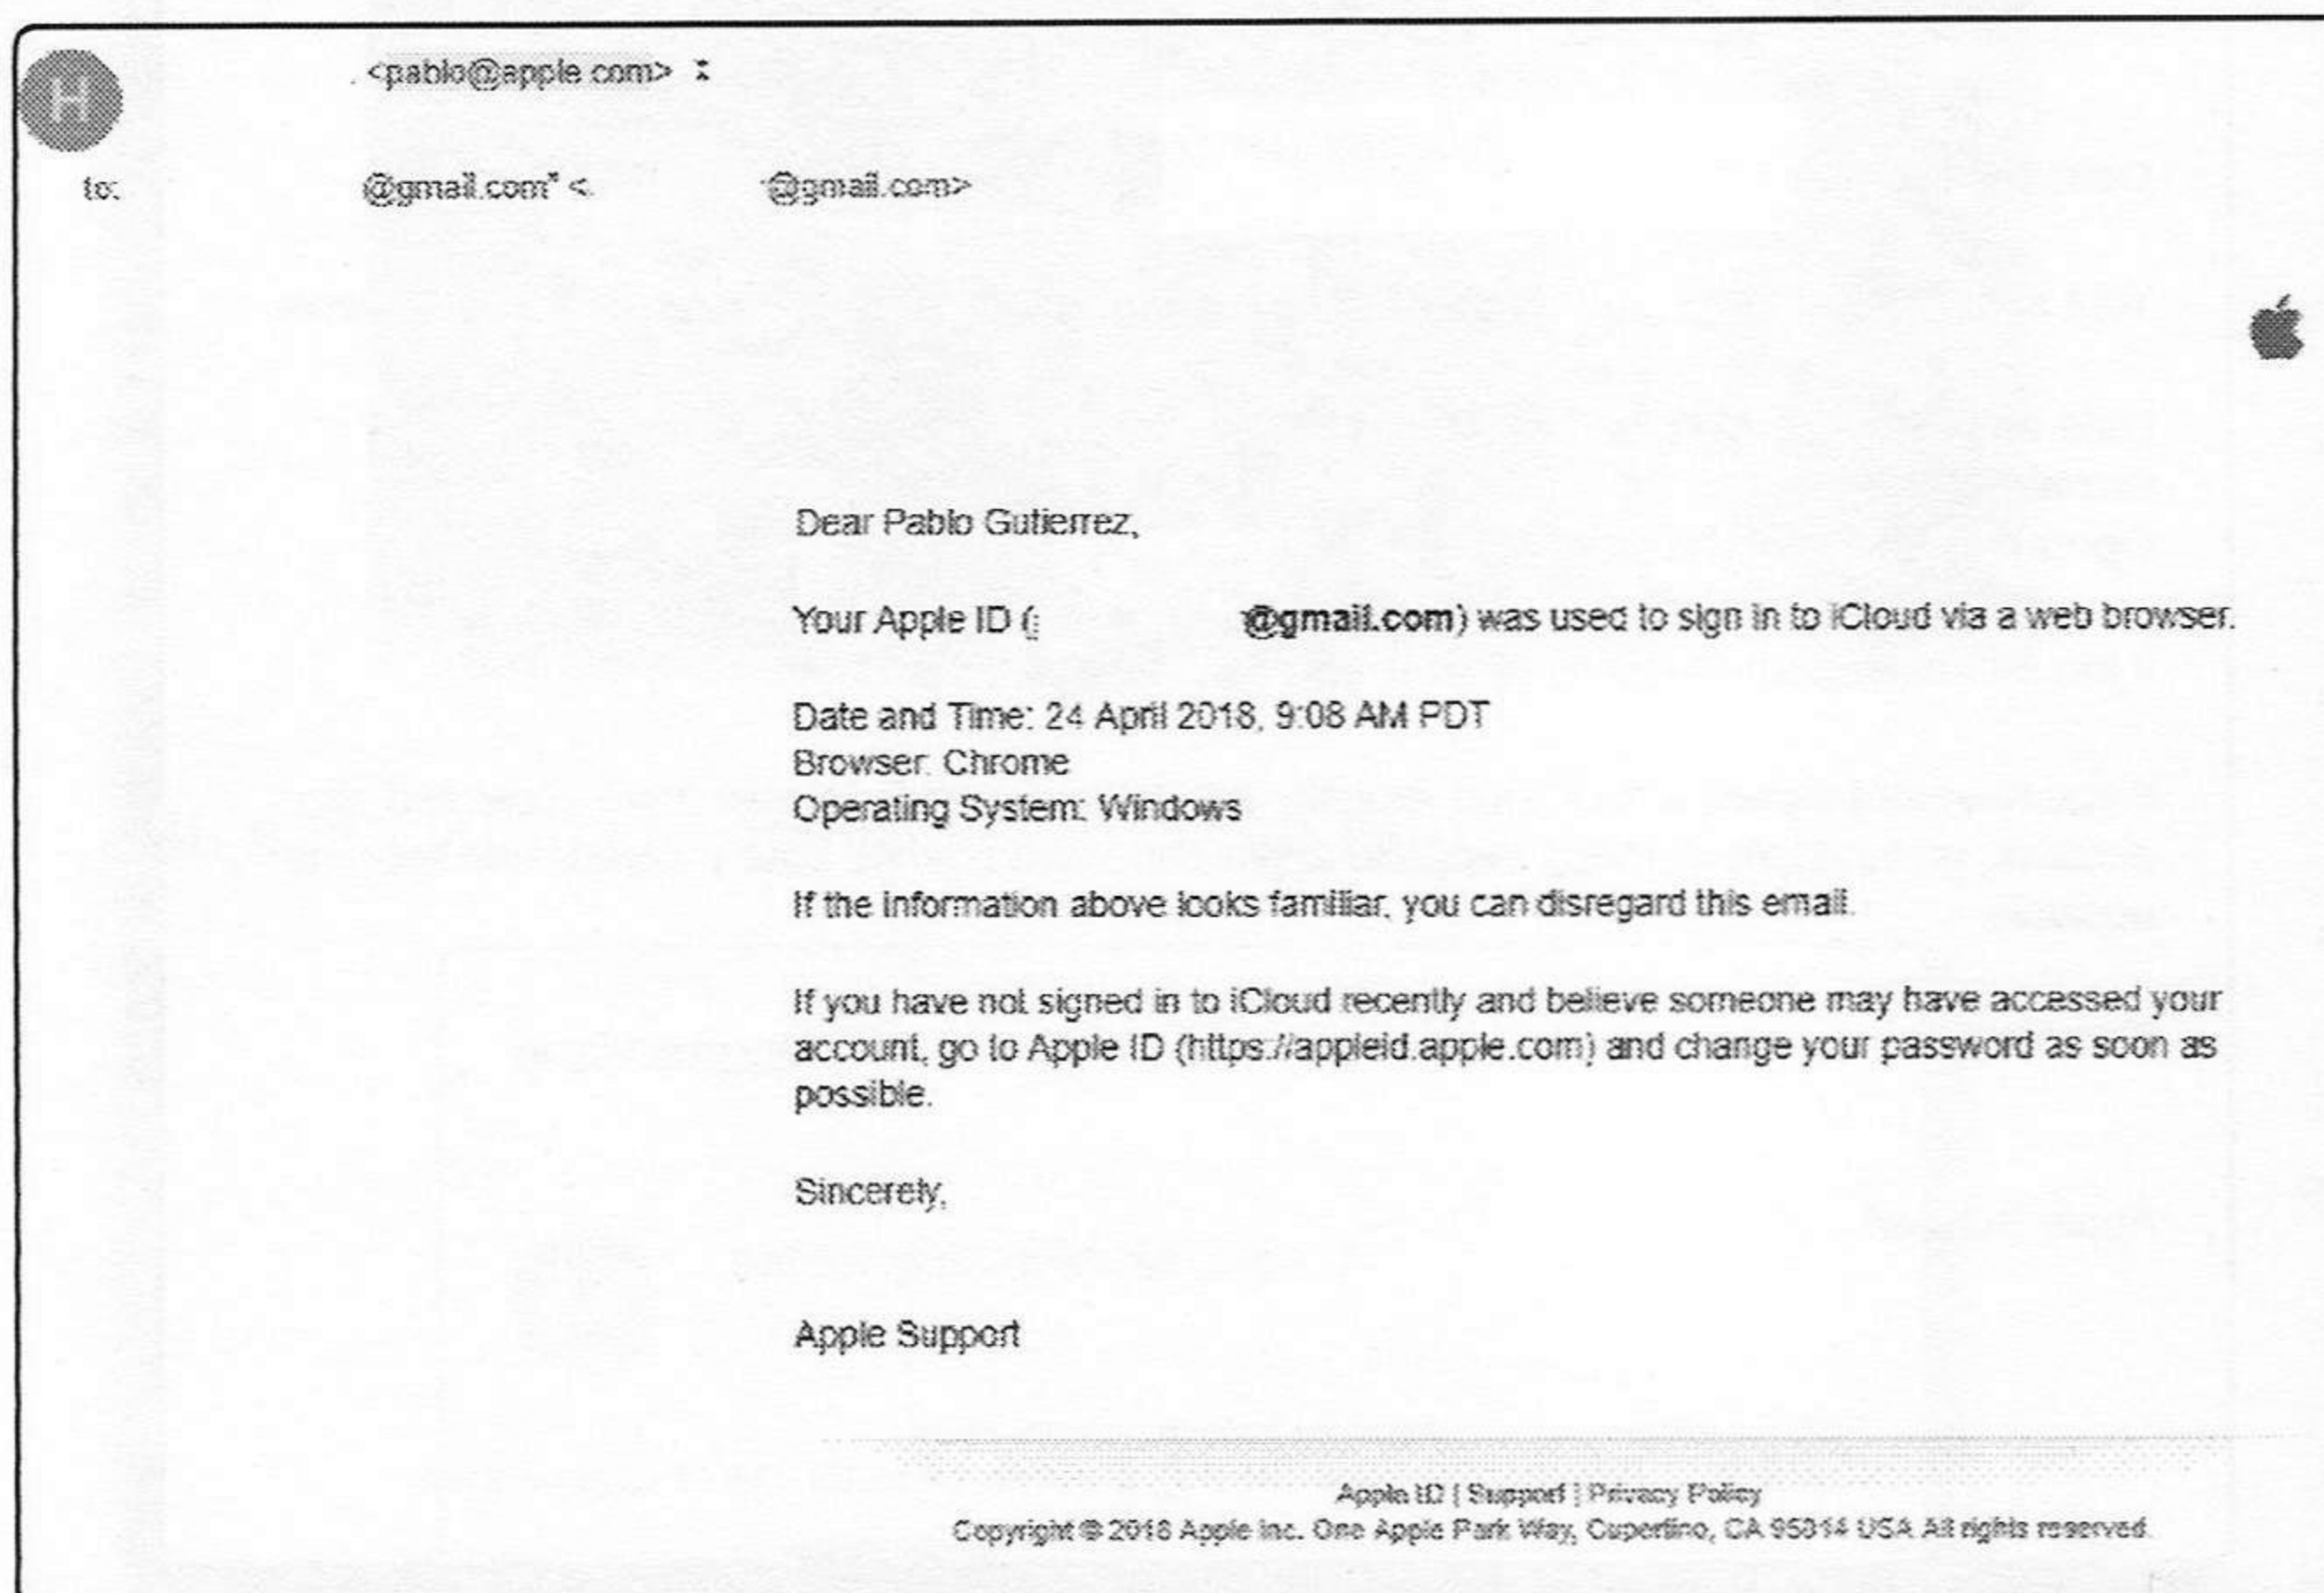 H
<pablo@apple.com>
to: @gmail.com" < @gmail.com>
Dear Pablo Gutierrez,
Your Apple ID ( @gmail.com) was used to sign in to iCloud via a web browser.
Date and Time: 24 April 2018, 9:08 AM PDT
Browser: Chrome
Operating System: Windows
If the information above looks familiar, you can disregard this email.
If you have not signed in to iCloud recently and believe someone may have accessed your
account, go to Apple ID (https://appleid.apple.com) and change your password as soon as
possible.
Sincerely,
Apple Support
Apple ID | Support | Privacy Policy
Copyright © 2018 Apple Inc. One Apple Park Way, Cupertino, CA 95014 USA All rights reserved.